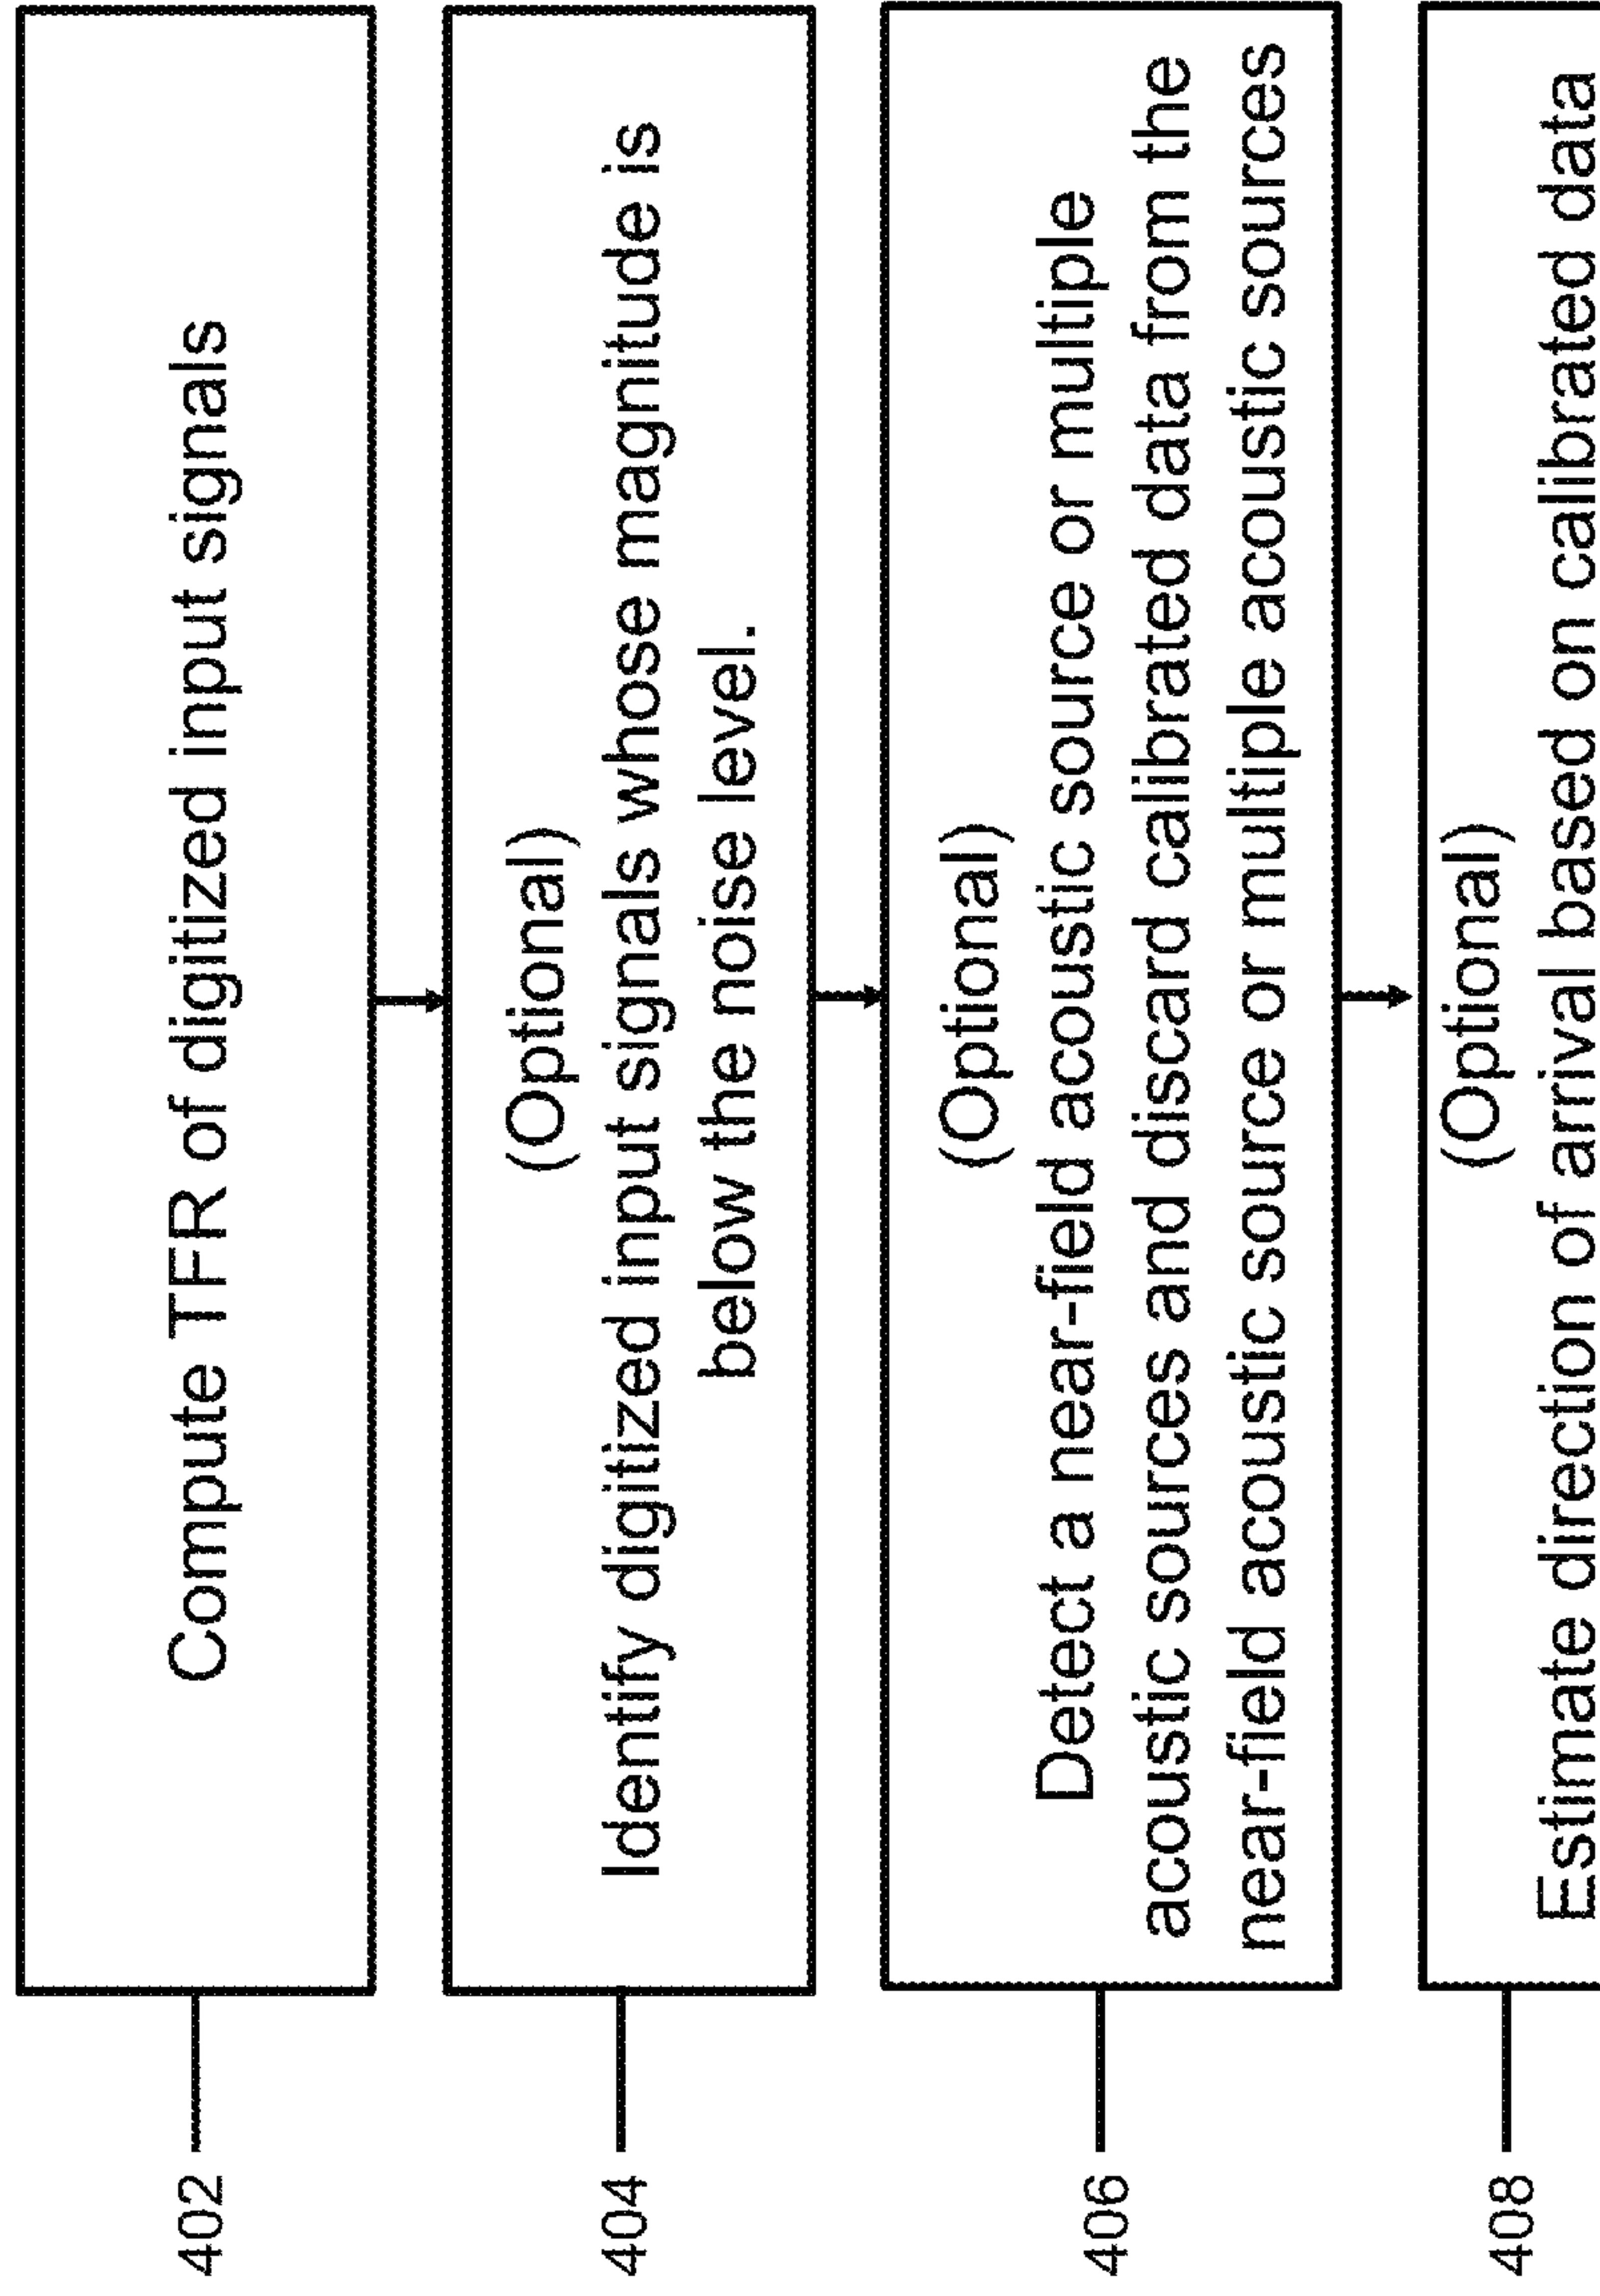 402
Compute TFR of digitized input signals
404
(Optional)
Identify digitized input signals whose magnitude is
below the noise level.
406
(Optional)
Detect a near-field acoustic source or multiple
acoustic sources and discard calibrated data from the
near-field acoustic source or multiple acoustic sources
408
(Optional)
Estimate direction of arrival based on calibrated data